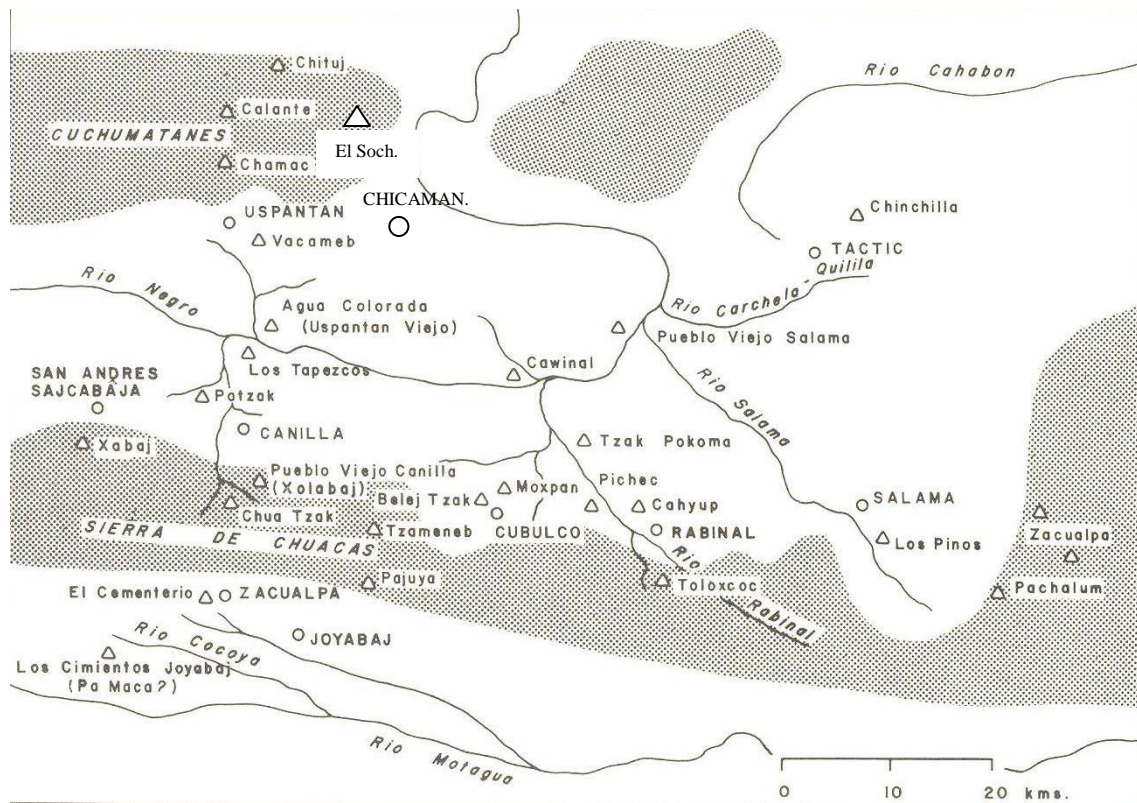 Chituj
Rio Cahabon
Calante
CUCHUMATANES
El Soch.
Chamac
CHICAMAN.
USPANTAN
Vacameb
Chinchilla
TACTIC
Rio Carchela-Quilila
Rio Negro
Agua Colorada
(Uspantan Viejo)
Pueblo Viejo Salama
Los Tapezcos
Cawinal
SAN ANDRES
SAJCABAJA
Patzak
Rio Salama
CANILLA
Xabaj
Tzak Pokoma
Pueblo Viejo Canilla
(Xolabaj)
Pichec
Belej Tzak
Moxpan
Cahyup
SALAMA
Chua Tzak
CUBULCO
RABINAL
Zacualpa
SIERRA DE CHUACAS
Tzameneb
Los Pinos
Pajuya
Toloxcoc
Pachalum
Rio Rabinal
El Cementerio
ZACUALPA
JOYABAJ
Rio Cocoya
Los Cimientos Joyabaj
(Pa Maca?)
Rio Motagua
0 10 20 kms.